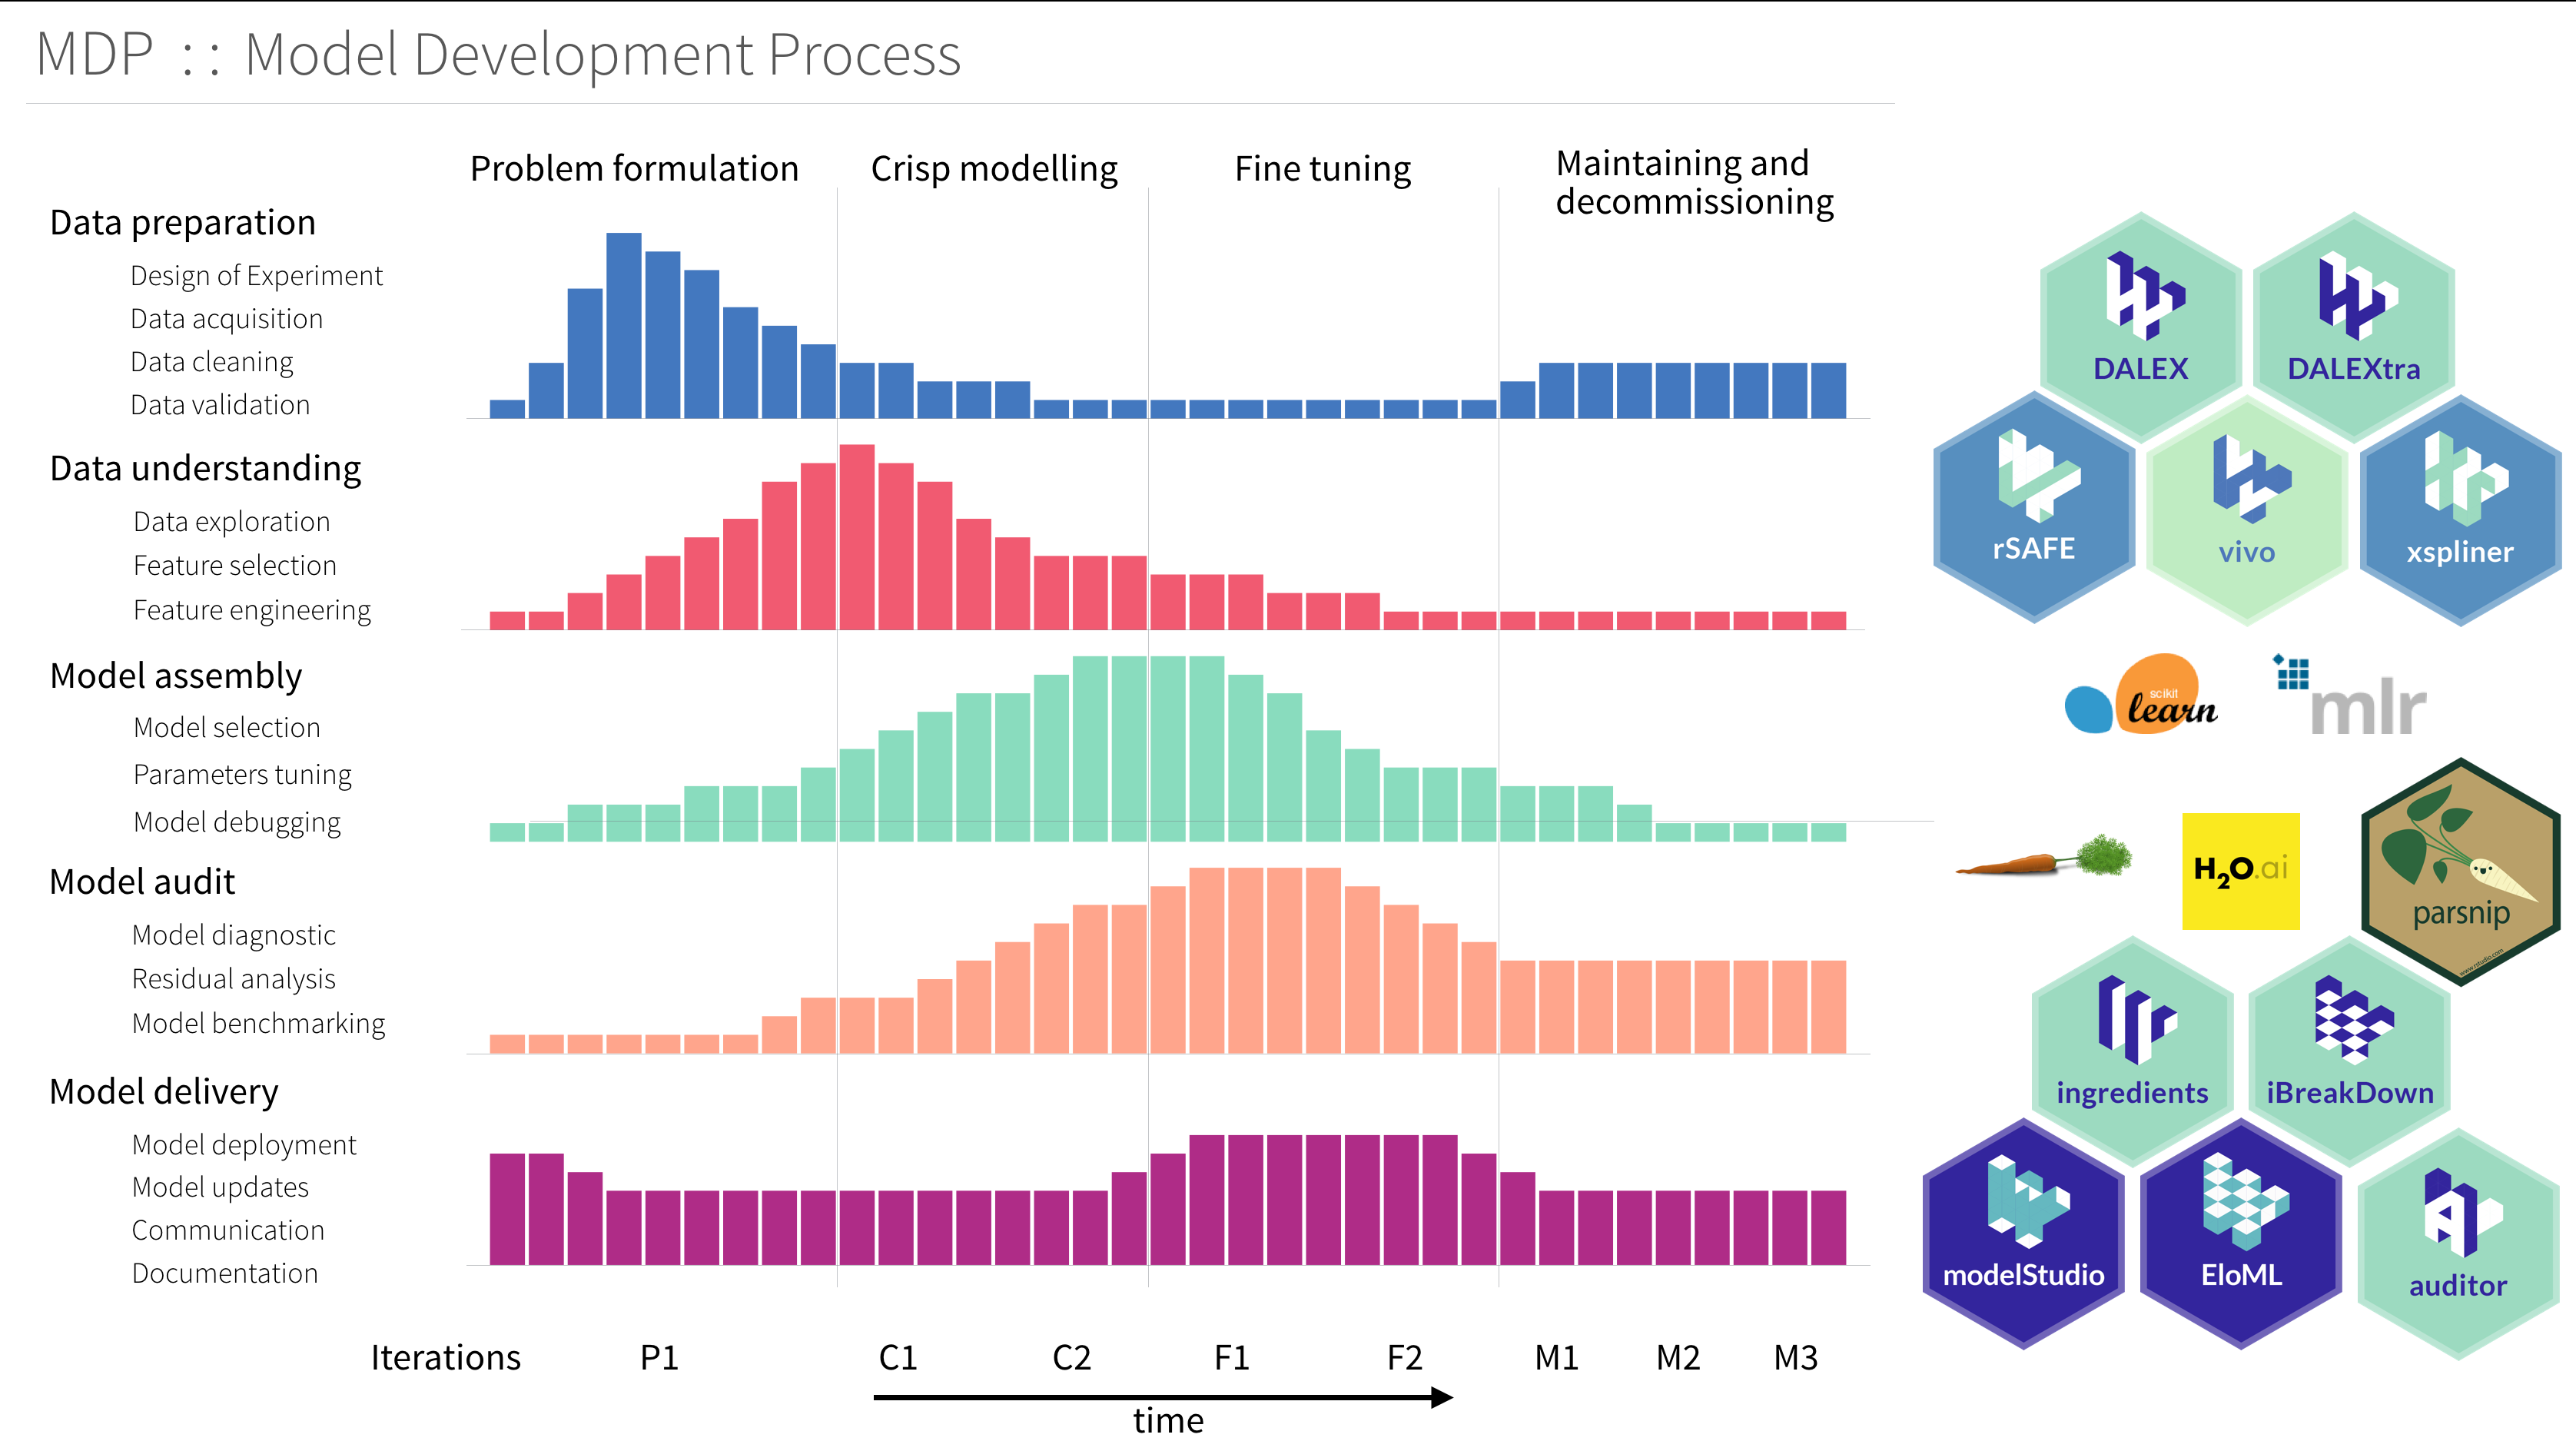 MDP :: Model Development Process
Problem formulation
Crisp modelling
Fine tuning
Maintaining and
decommissioning
Data preparation
Design of Experiment
Data acquisition
Data cleaning
Data validation
Data understanding
Data exploration
Feature selection
Feature engineering
Model assembly
Model selection
Parameters tuning
Model debugging
Model audit
Model diagnostic
Residual analysis
Model benchmarking
Model delivery
Model deployment
Model updates
Communication
Documentation
Iterations
P1
C1
C2
F1
F2
M1
M2
M3
time
DALEX
DALEXtra
rSAFE
vivo
xspliner
scikit
learn
mlr
H2O.ai
parsnip
www.rstudio.com
ingredients
iBreakDown
modelStudio
EloML
auditor